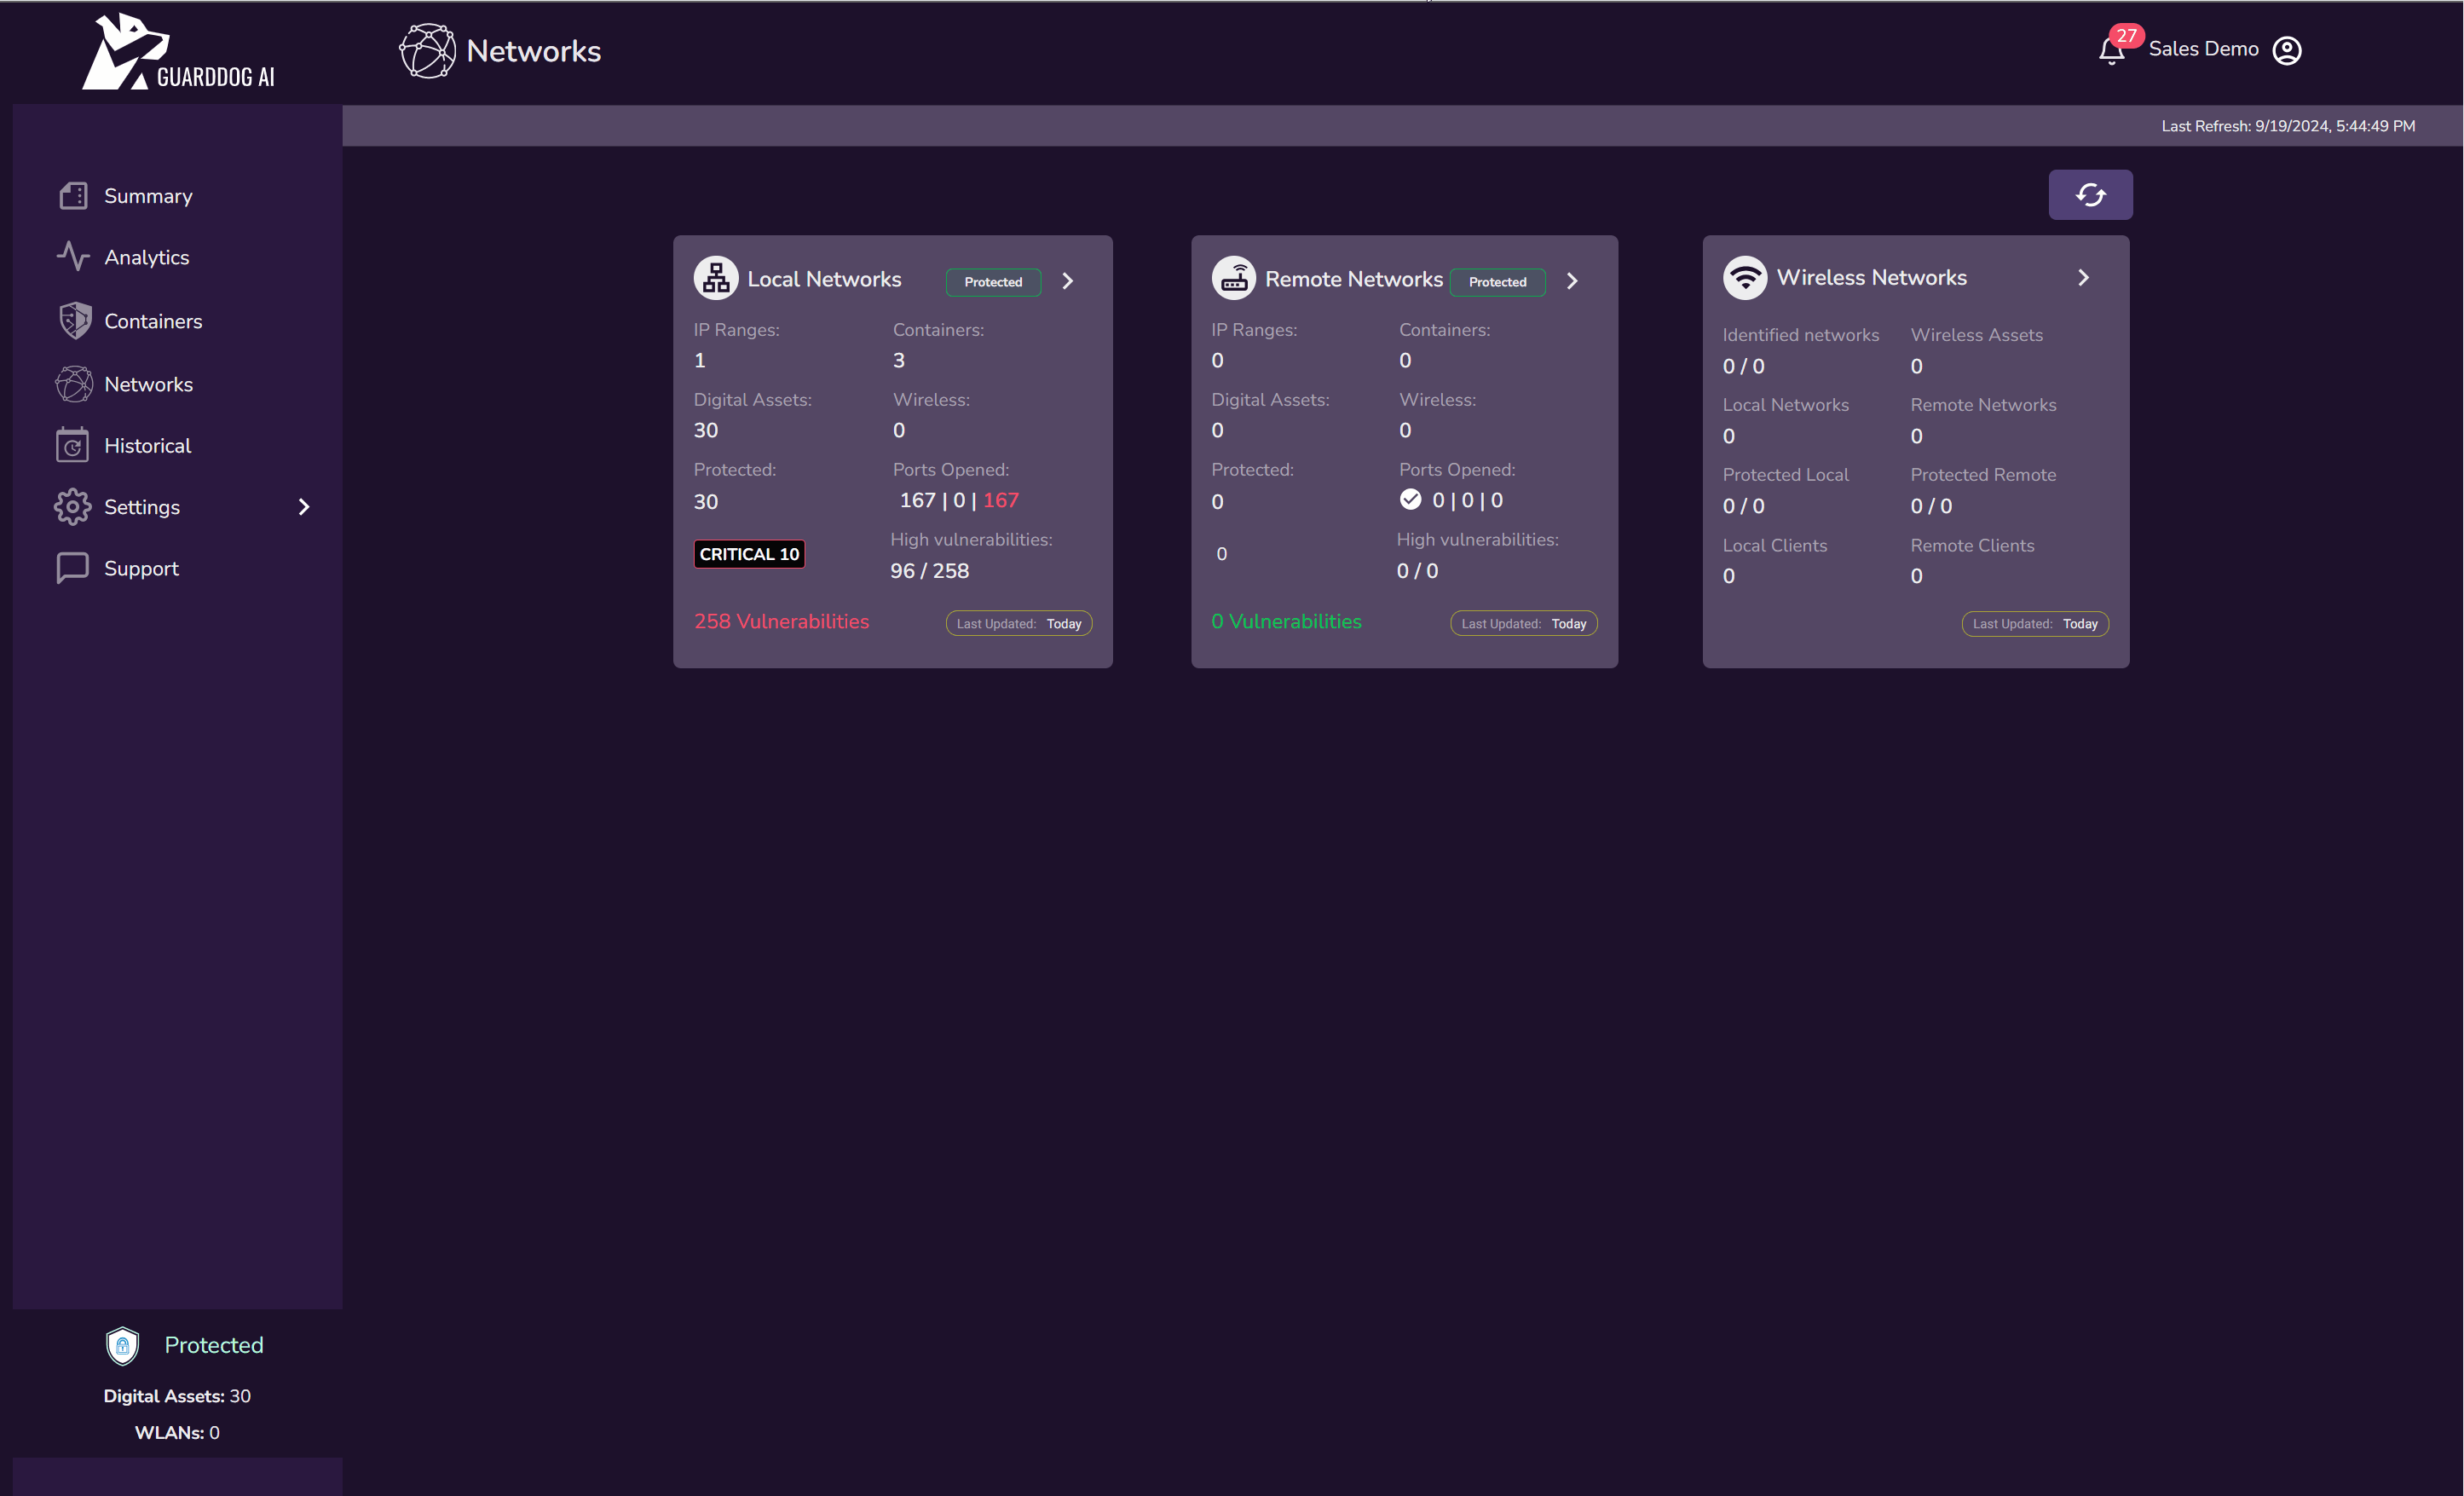 GUARDDOG AI
Networks
27
Sales Demo
Last Refresh: 9/19/2024, 5:44:49 PM
Summary
Analytics
Containers
Networks
Historical
Settings
Support
Local Networks
Protected
IP Ranges:
Containers:
1
3
Digital Assets:
Wireless:
30
0
Protected:
Ports Opened:
30
167 | 0 | 167
CRITICAL 10
High vulnerabilities:
96 / 258
258 Vulnerabilities
Last Updated: Today
Remote Networks
Protected
IP Ranges:
Containers:
0
0
Digital Assets:
Wireless:
0
0
Protected:
Ports Opened:
0
0 | 0 | 0
High vulnerabilities:
0
0 / 0
0 Vulnerabilities
Last Updated: Today
Wireless Networks
Identified networks
Wireless Assets
0 / 0
0
Local Networks
Remote Networks
0
0
Protected Local
Protected Remote
0 / 0
0 / 0
Local Clients
Remote Clients
0
0
Last Updated: Today
Protected
Digital Assets: 30
WLANs: 0